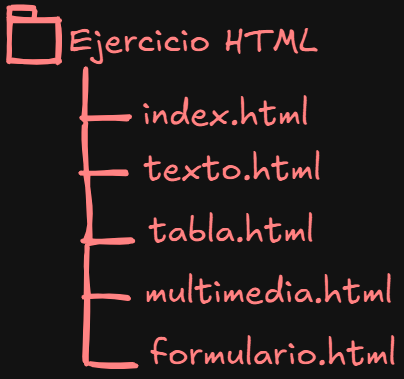 Ejercicio HTML
index.html
texto.html
tabla.html
multimedia.html
formulario.html